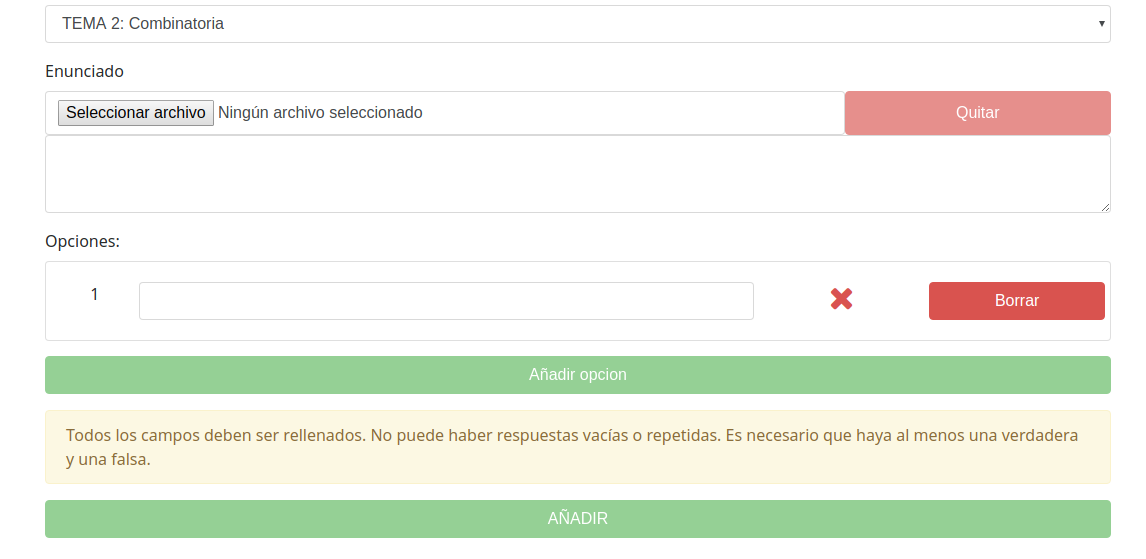 TEMA 2: Combinatoria
Enunciado
Seleccionar archivo Ningún archivo seleccionado Quitar
Opciones:
1 Borrar
Añadir opcion
Todos los campos deben ser rellenados. No puede haber respuestas vacías o repetidas. Es necesario que haya al menos una verdadera
y una falsa.
AÑADIR